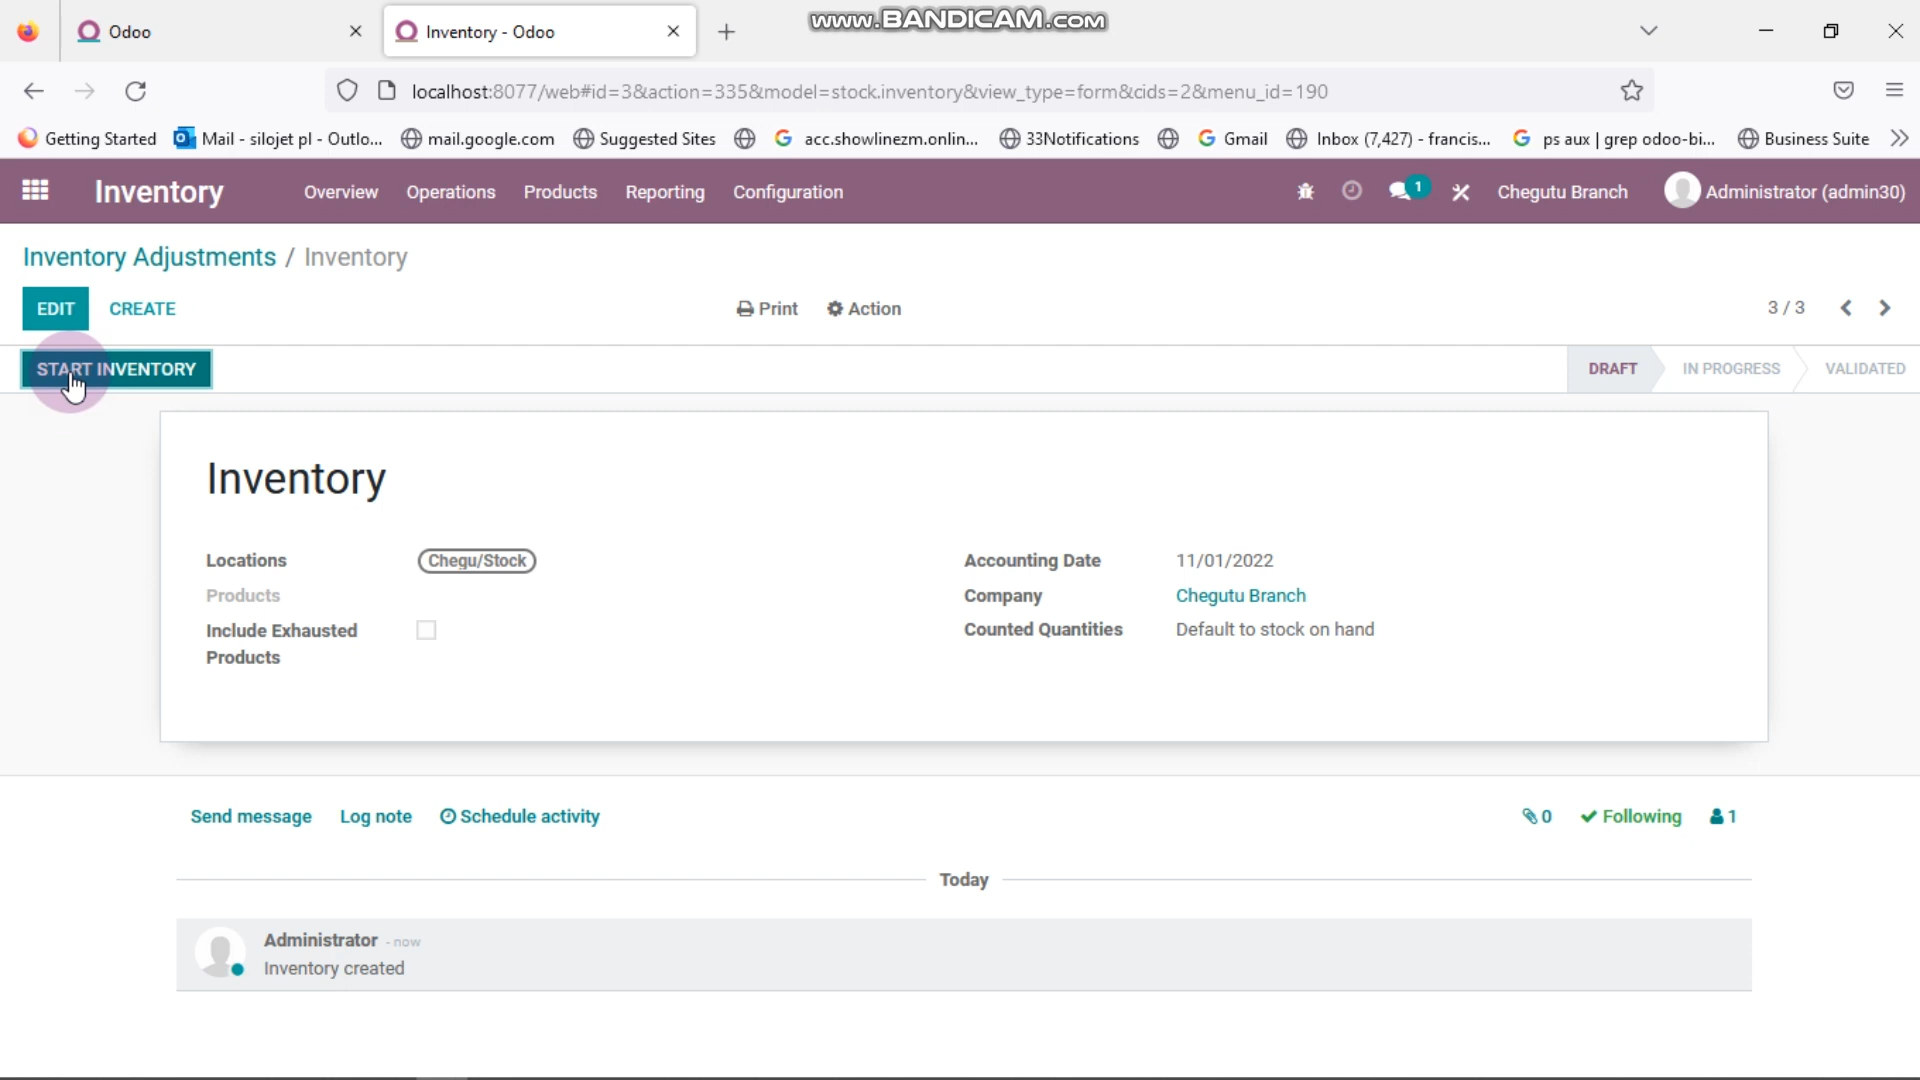 Odoo
Inventory - Odoo
www.BANDICAM.com
localhost:8077/web#id=3&action=335&model=stock.inventory&view_type=form&cids=2&menu_id=190
Getting Started
Mail - silojet pl - Outlo...
mail.google.com
Suggested Sites
acc.showlinezm.onlin...
33Notifications
Gmail
Inbox (7,427) - francis...
ps aux | grep odoo-bi...
Business Suite
Inventory
Overview
Operations
Products
Reporting
Configuration
1
Chegutu Branch
Administrator (admin30)
Inventory Adjustments / Inventory
EDIT
CREATE
Print
Action
3 / 3
START INVENTORY
DRAFT
IN PROGRESS
VALIDATED
Inventory
Locations
Chegu/Stock
Accounting Date
11/01/2022
Products
Company
Chegutu Branch
Include Exhausted
Products
Counted Quantities
Default to stock on hand
Send message
Log note
Schedule activity
0
Following
1
Today
Administrator - now
Inventory created